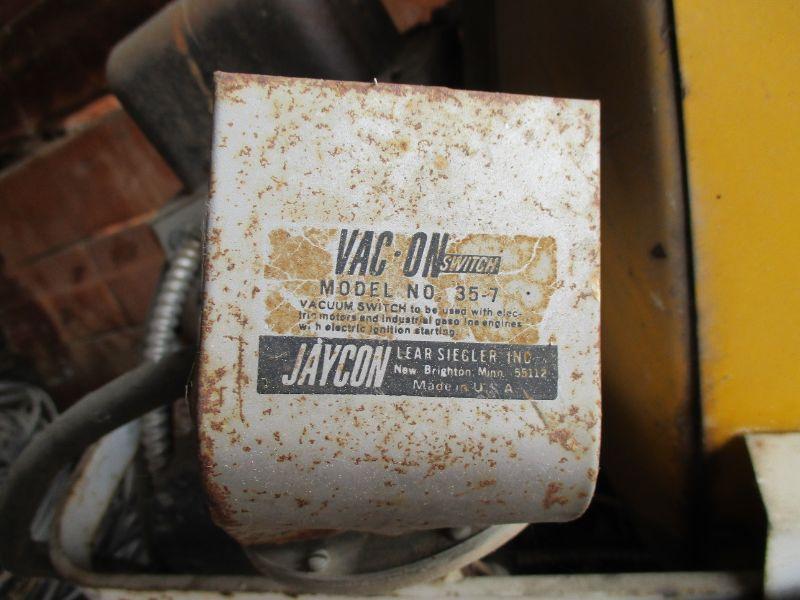 VAC·ON SWITCH
MODEL NO. 35-7
VACUUM SWITCH to be used with elec-
tric motors and industrial gaso ine engines
wi h electric ignition starting.
JAYCON LEAR SIEGLER, INC.
New Brighton, Minn. 55112
Made in U.S.A.